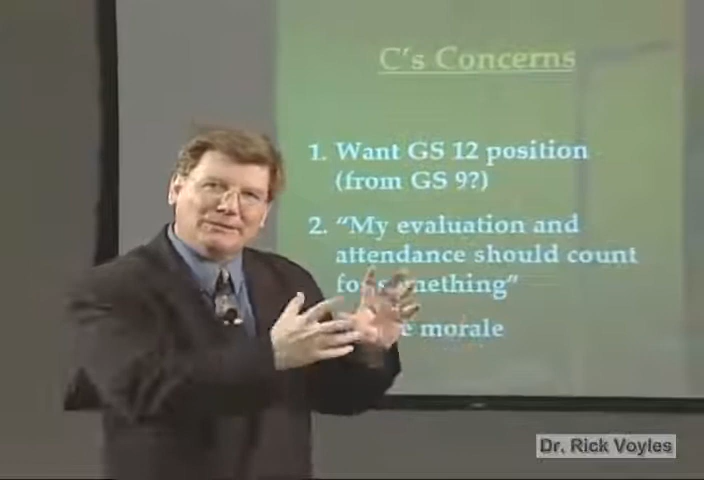 C's Concerns
1. Want GS 12 position
(from GS 9?)
2. "My evaluation and
attendance should count
something"
morale
Dr. Rick Voyles